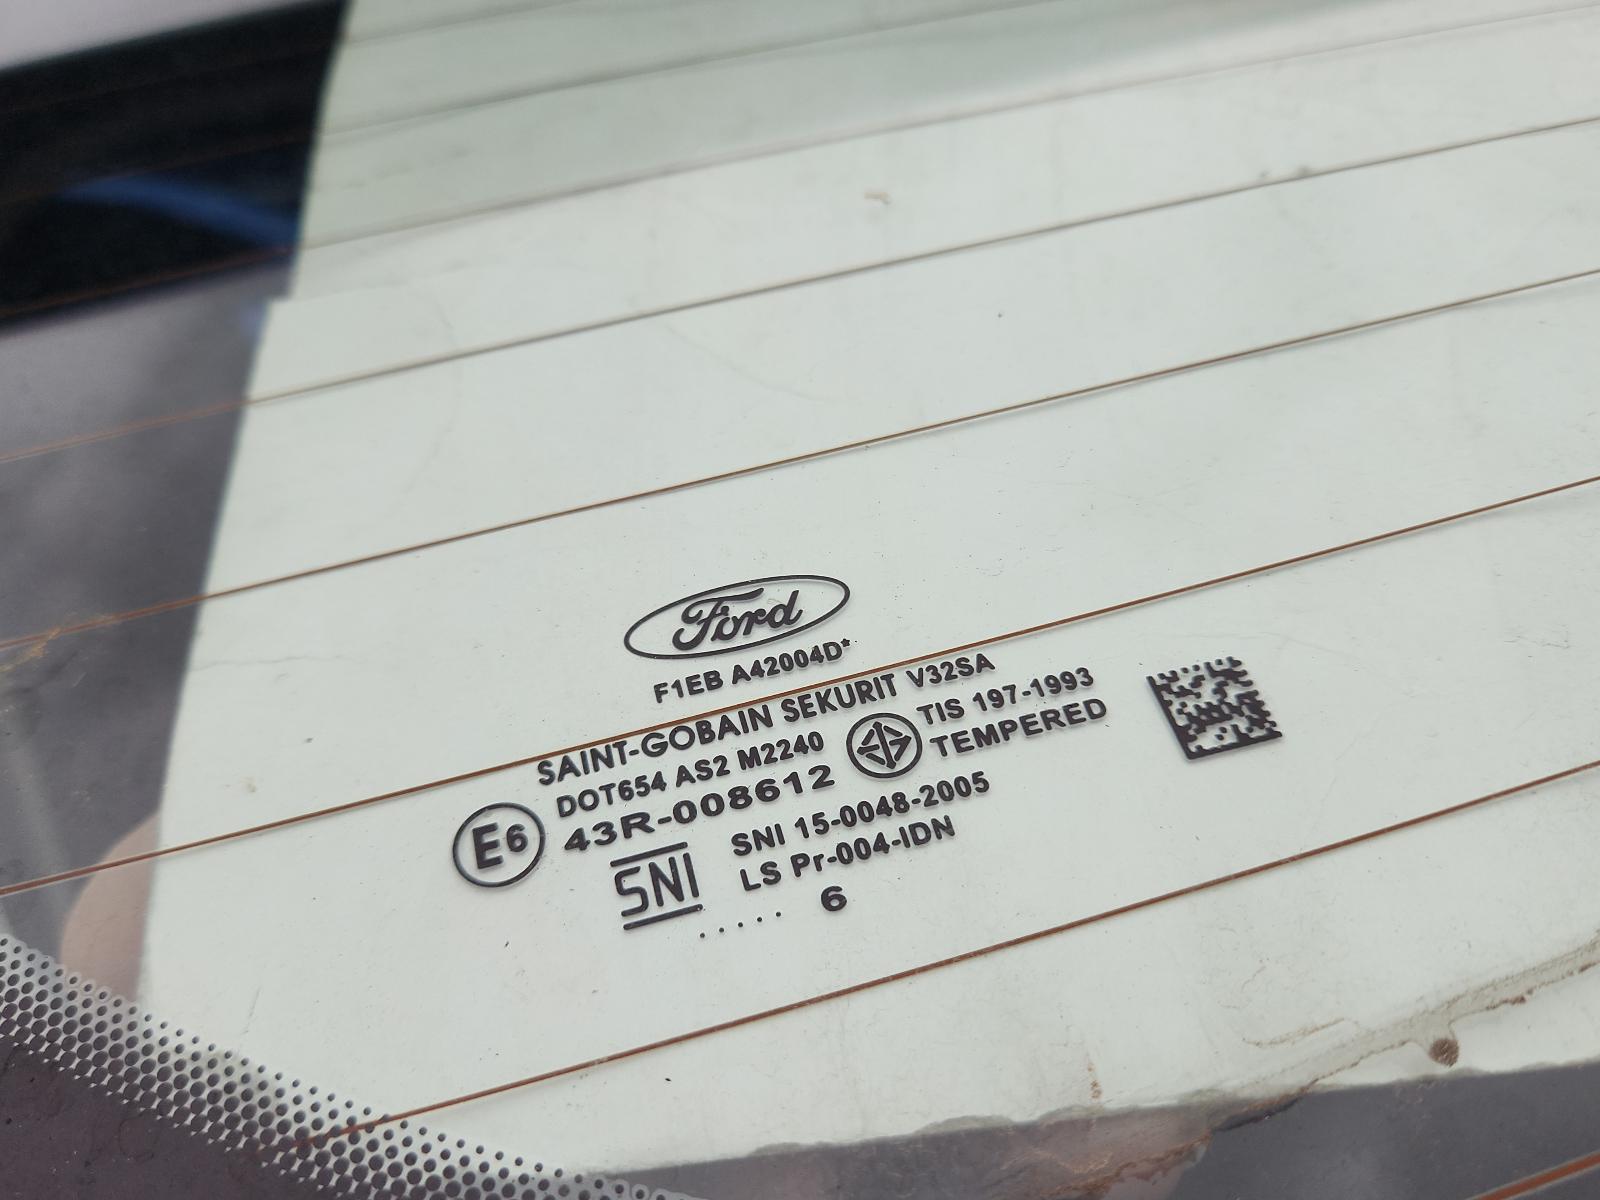 Ford
F1EB A42004D*
SAINT-GOBAIN SEKURIT V32SA
DOT654 AS2 M2240
TIS 197-1993
TEMPERED
E6
43R-008612
SNI
SNI 15-0048-2005
LS Pr-004-IDN
..... 6